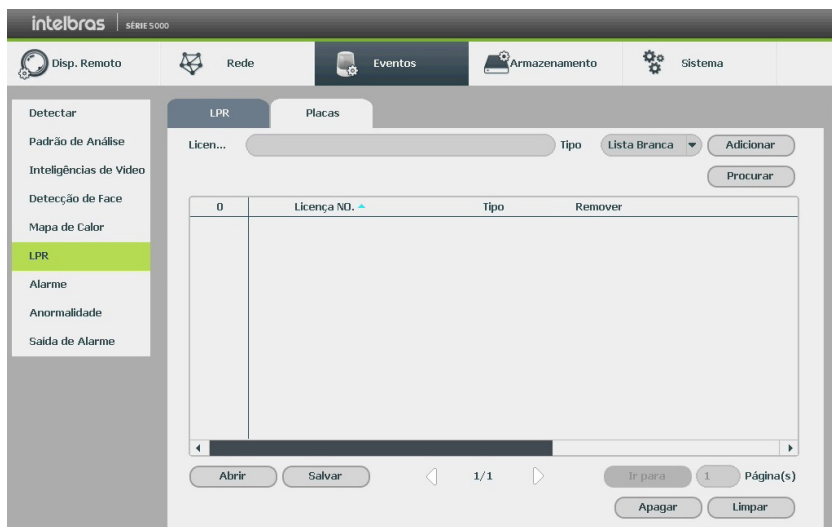 intelbras SÉRIE 5000
Disp. Remoto Rede Eventos Armazenamento Sistema
Detectar
Padrão de Análise
Inteligências de Video
Detecção de Face
Mapa de Calor
LPR
Alarme
Anormalidade
Saída de Alarme
LPR Placas
Licen... Tipo Lista Branca Adicionar
Procurar
0 Licença NO. Tipo Remover
Abrir Salvar 1/1 Ir para 1 Página(s)
Apagar Limpar